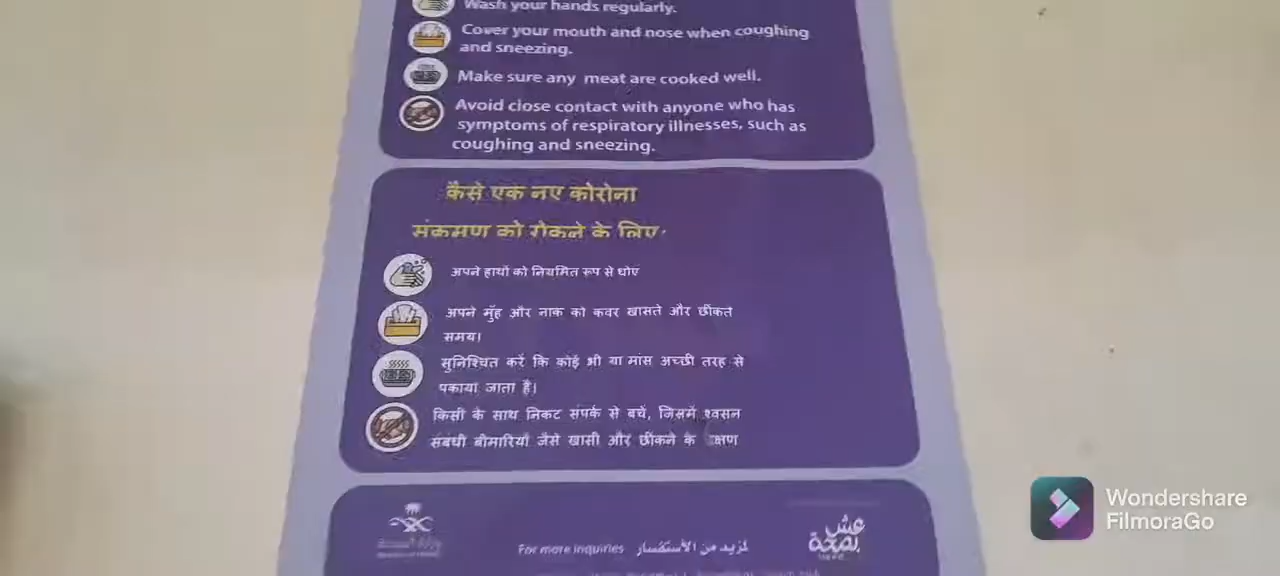 Wash your hands regularly.
Cover your mouth and nose when coughing
and sneezing.
Make sure any meat are cooked well.
Avoid close contact with anyone who has
symptoms of respiratory illnesses, such as
coughing and sneezing.
कैसे एक नए कोरोना
संकमण को रोकने के लिए
अपने हाथों को नियमित रूप से धोएं
अपने मुँह और नाक को कवर खासते और छींकते
समय।
सुनिश्चित करें कि कोई भी या मांस अच्छी तरह से
पकाया जाता है।
किसी के साथ निकट संपर्क से बचें, जिसमें श्वसन
संबंधी बीमारियों जैसे खांसी और छींकने के
For more inquiries لمزيد من الأستفسار
عش
بصحة
Wondershare
FilmoraGo